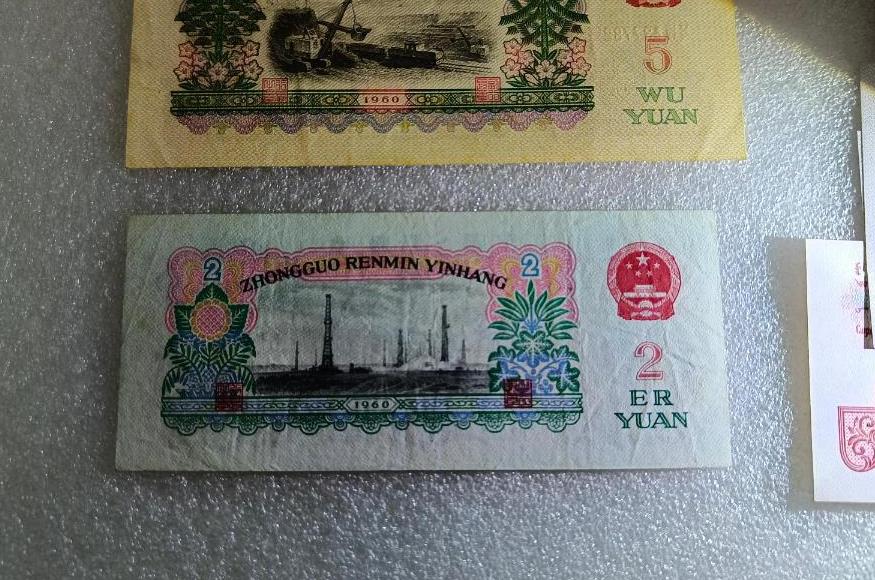 5
WU
YUAN
1960
2
ZHONGGUO RENMIN YINHANG
2
2
ER
YUAN
1960